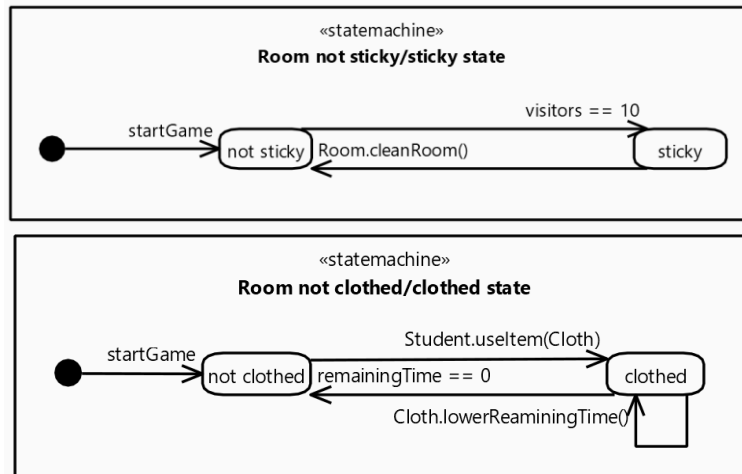 «statemachine»
Room not sticky/sticky state
visitors == 10
startGame
not sticky
Room.cleanRoom()
sticky
«statemachine»
Room not clothed/clothed state
Student.useItem(Cloth)
startGame
not clothed
remainingTime == 0
clothed
Cloth.lowerReaminingTime()